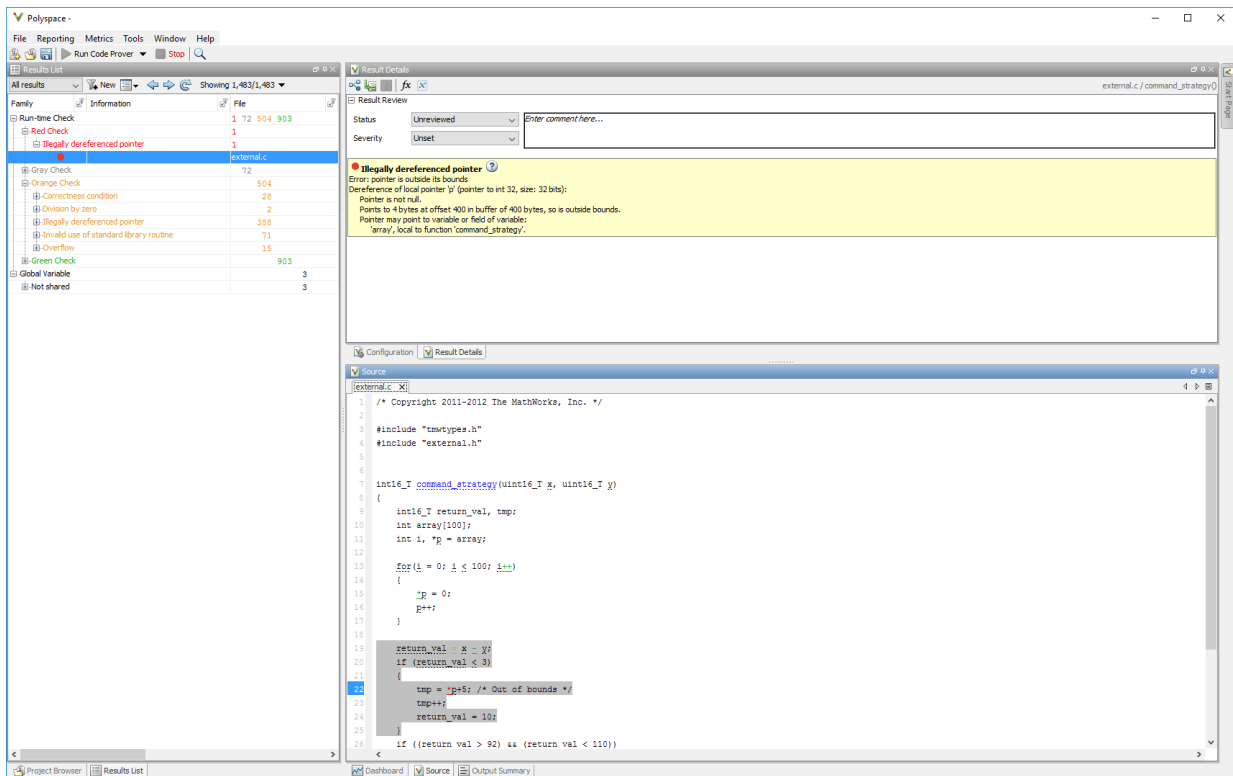 Polyspace -
File Reporting Metrics Tools Window Help
Run Code Prover Stop
Results List
All results New Showing 1,483/1,483
Family Information File
Run-time Check 1 72 504 903
Red Check 1
Illegally dereferenced pointer 1
external.c
Gray Check 72
Orange Check 504
Correctness condition 28
Division by zero 2
Illegally dereferenced pointer 388
Invalid use of standard library routine 71
Overflow 15
Green Check 903
Global Variable 3
Not shared 3
Project Browser Results List
Result Details
fx external.c / command_strategy()
Result Review
Status Unreviewed Enter comment here...
Severity Unset
Illegally dereferenced pointer ?
Error: pointer is outside its bounds
Dereference of local pointer 'p' (pointer to int 32, size: 32 bits):
Pointer is not null.
Points to 4 bytes at offset 400 in buffer of 400 bytes, so is outside bounds.
Pointer may point to variable or field of variable:
'array', local to function 'command_strategy'.
Configuration Result Details
Start Page
Source
external.c X
1 /* Copyright 2011-2012 The MathWorks, Inc. */
2
3 #include "tmwtypes.h"
4 #include "external.h"
5
6
7 int16_T command_strategy(uint16_T x, uint16_T y)
8 {
9 int16_T return_val, tmp;
10 int array[100];
11 int i, *p = array;
12
13 for(i = 0; i < 100; i++)
14 {
15 *p = 0;
16 p++;
17 }
18
19 return_val = x - y;
20 if (return_val < 3)
21 {
22 tmp = *p+5; /* Out of bounds */
23 tmp++;
24 return_val = 10;
25 }
26 if ((return_val > 92) && (return_val < 110))
Dashboard Source Output Summary